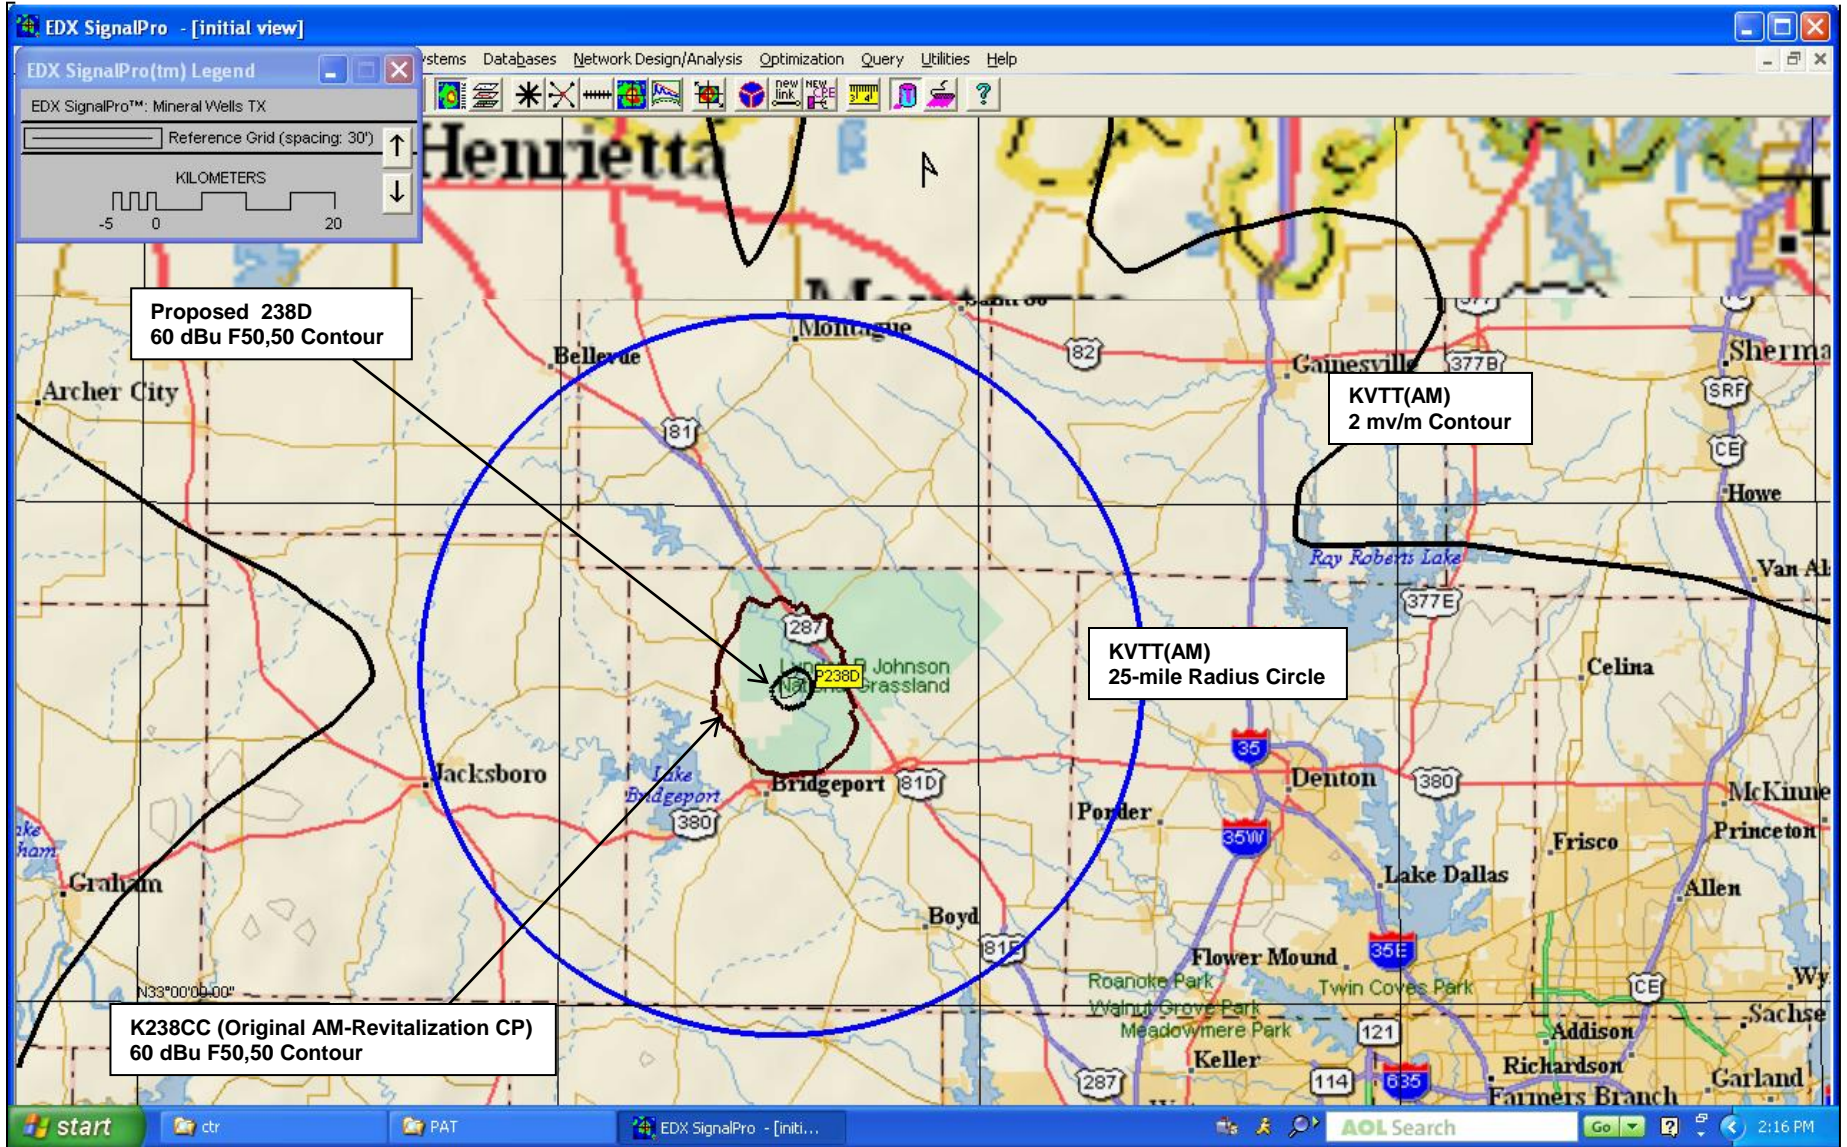 EDX SignalPro - [initial view]
EDX SignalPro(tm) Legend
Databases Network Design/Analysis Optimization Query Utilities Help
EDX SignalPro™: Mineral Wells TX
Reference Grid (spacing: 30')
KILOMETERS
-5 0 20
new link
NEW CPE
Henrietta
Proposed 238D
60 dBu F50,50 Contour
Montague
Bellevue
82
Gainesville
377B
377
Archer City
81
KVTT(AM)
2 mv/m Contour
SRF
CE
Howe
Ray Roberts Lake
377E
287
P238D
Johnson
Grassland
KVTT(AM)
25-mile Radius Circle
Celina
35
Jacksboro
Lake
Bridgeport
Bridgeport
81D
Denton
380
380
Ponder
35W
Princeton
Frisco
Graham
Lake Dallas
Allen
Boyd
81E
Flower Mound
35E
Roanoke Park
Walnut Grove Park
Meadowmere Park
Twin Coves Park
CE
N33°00'00.00"
K238CC (Original AM-Revitalization CP)
60 dBu F50,50 Contour
121
Addison
Sachse
Keller
Richardson
287
114
635
Garland
Farmers Branch
start
ctr
PAT
EDX SignalPro - [initi...
AOL Search
Go
2:16 PM